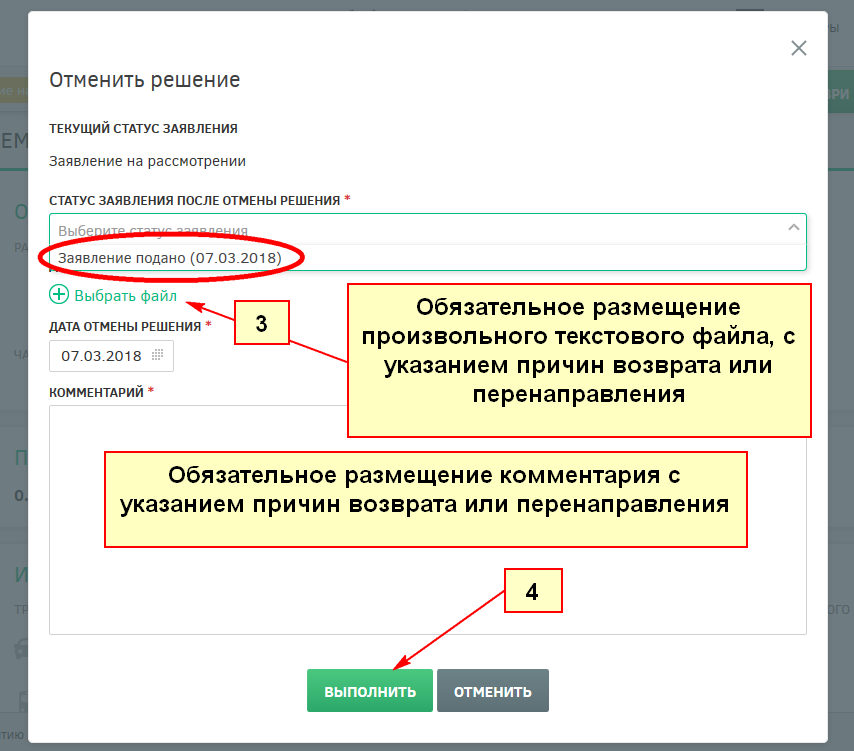 Отменить решение
ТЕКУЩИЙ СТАТУС ЗАЯВЛЕНИЯ
Заявление на рассмотрении
СТАТУС ЗАЯВЛЕНИЯ ПОСЛЕ ОТМЕНЫ РЕШЕНИЯ *
Выберите статус заявления
Заявление подано (07.03.2018)
Выбрать файл
3
Обязательное размещение
произвольного текстового файла, с
указанием причин возврата или
перенаправления
ДАТА ОТМЕНЫ РЕШЕНИЯ *
07.03.2018
КОММЕНТАРИЙ *
Обязательное размещение комментария с
указанием причин возврата или перенаправления
4
ВЫПОЛНИТЬ
ОТМЕНИТЬ